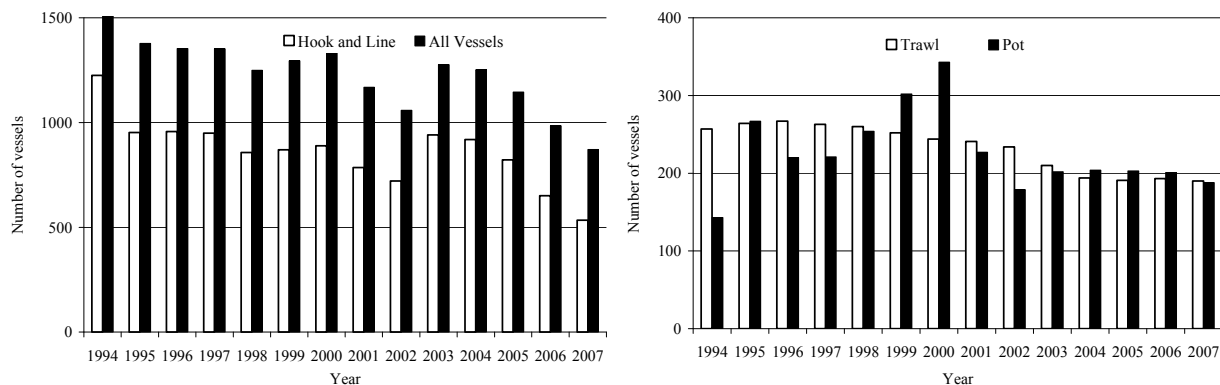 Number of vessels
1500
1000
500
0
Hook and Line All Vessels
1994 1995 1996 1997 1998 1999 2000 2001 2002 2003 2004 2005 2006 2007
Year
Number of vessels
400
300
200
100
0
Trawl Pot
1994 1995 1996 1997 1998 1999 2000 2001 2002 2003 2004 2005 2006 2007
Year